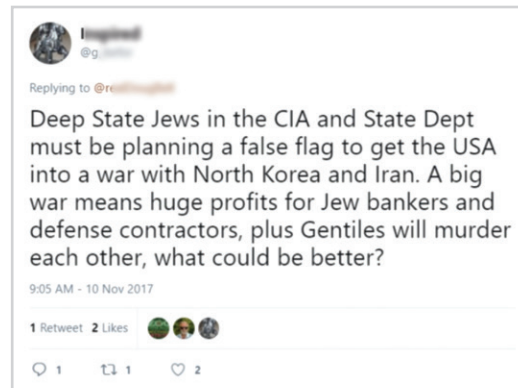 Replying to
Deep State Jews in the CIA and State Dept
must be planning a false flag to get the USA
into a war with North Korea and Iran. A big
war means huge profits for Jew bankers and
defense contractors, plus Gentiles will murder
each other, what could be better?
9:05 AM - 10 Nov 2017
1 Retweet 2 Likes
1 1 2